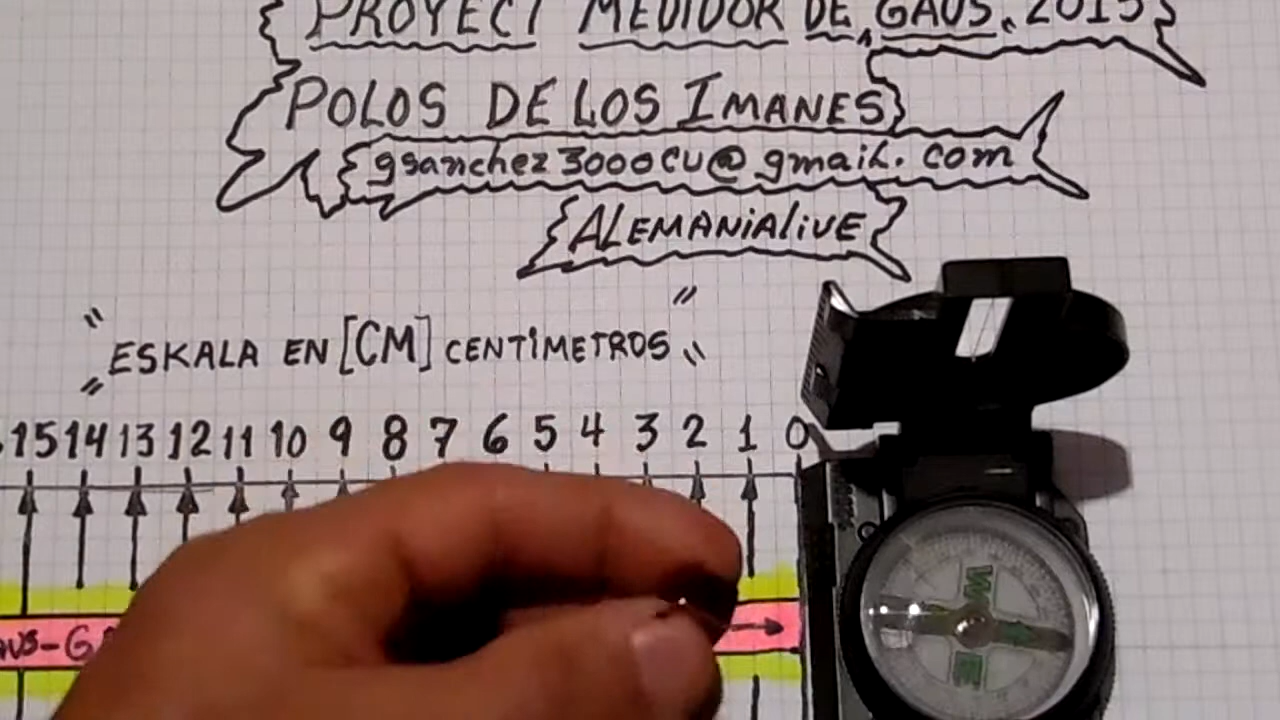 PROYECT MEDIDOR DE GAUS. 2015
POLOS DE LOS IMANES
gsanchez3000cu@gmail.com
ALEMANIAliVE
"ESKALA EN [CM] CENTIMETROS"
15 14 13 12 11 10 9 8 7 6 5 4 3 2 1 0
W
E